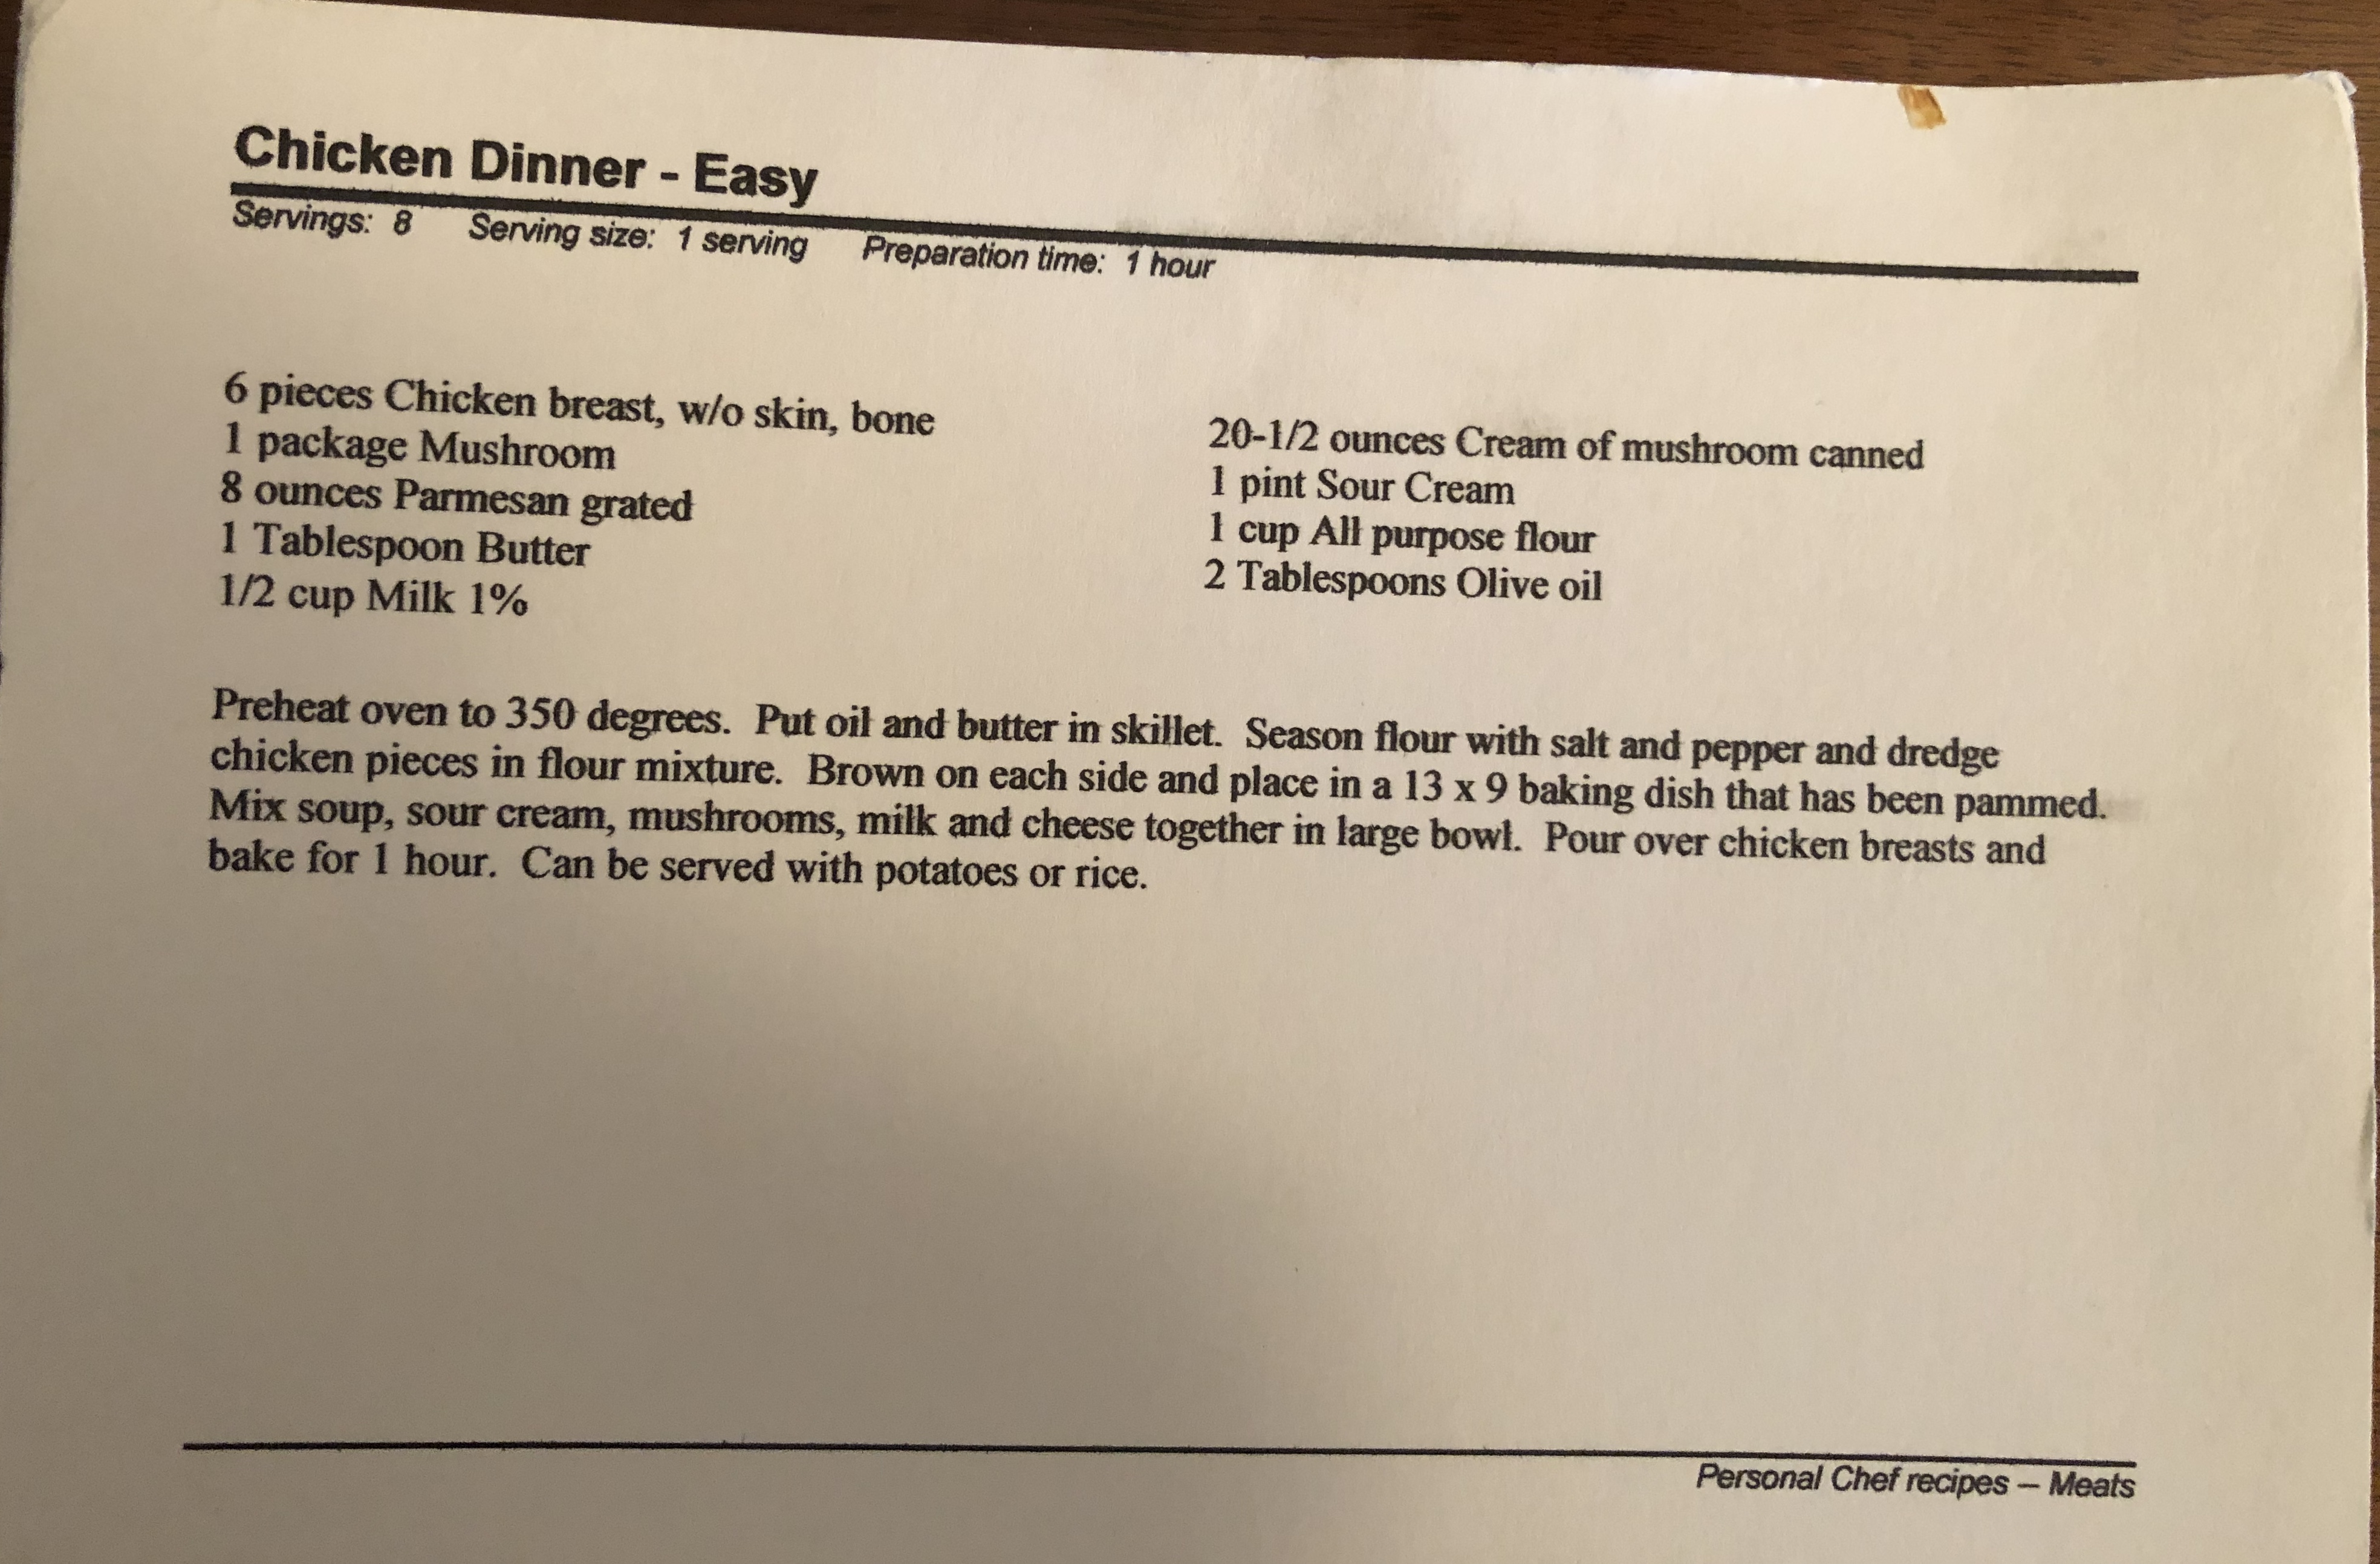 Chicken Dinner - Easy
Servings: 8 Serving size: 1 serving Preparation time: 1 hour
6 pieces Chicken breast, w/o skin, bone
1 package Mushroom
8 ounces Parmesan grated
1 Tablespoon Butter
1/2 cup Milk 1%
20-1/2 ounces Cream of mushroom canned
1 pint Sour Cream
1 cup All purpose flour
2 Tablespoons Olive oil
Preheat oven to 350 degrees. Put oil and butter in skillet. Season flour with salt and pepper and dredge
chicken pieces in flour mixture. Brown on each side and place in a 13 x 9 baking dish that has been pammed.
Mix soup, sour cream, mushrooms, milk and cheese together in large bowl. Pour over chicken breasts and
bake for 1 hour. Can be served with potatoes or rice.
Personal Chef recipes – Meats